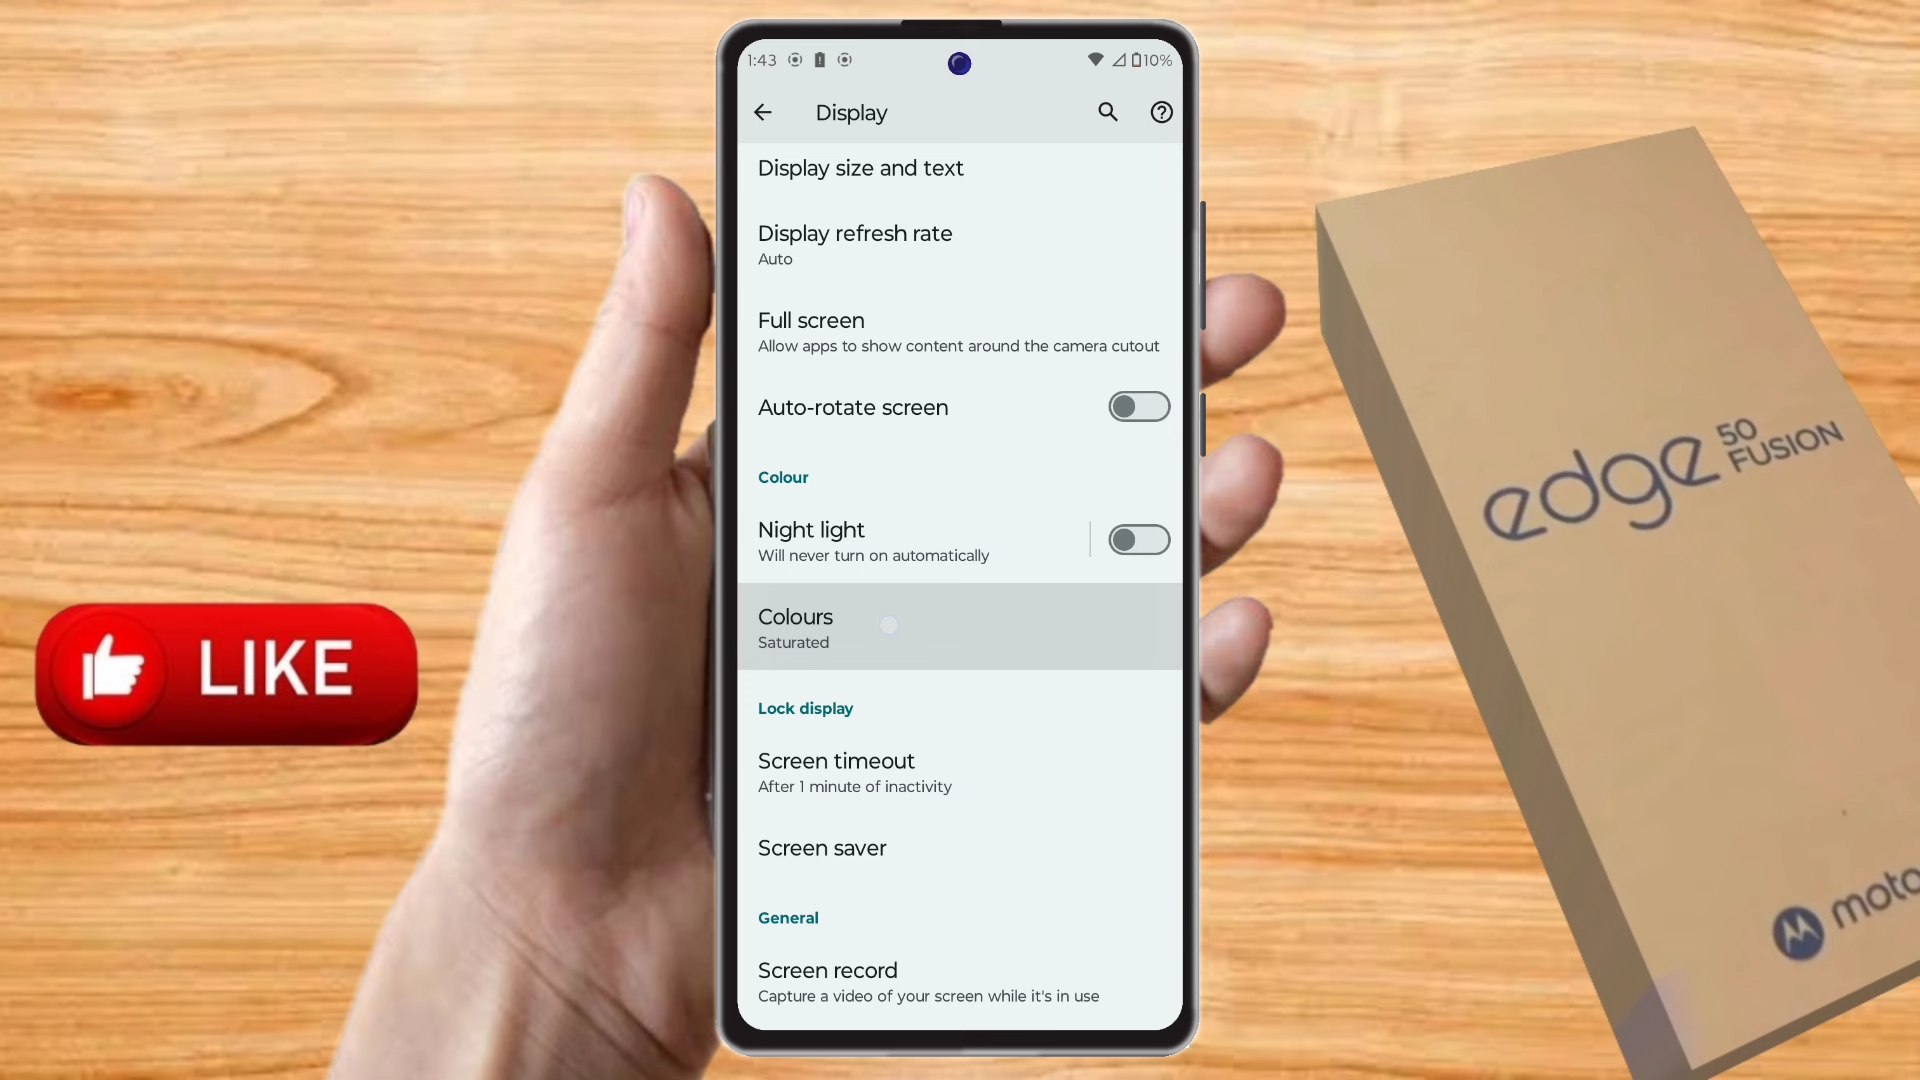 1:43
10%
Display
Display size and text
Display refresh rate
Auto
Full screen
Allow apps to show content around the camera cutout
Auto-rotate screen
Colour
Night light
Will never turn on automatically
Colours
Saturated
Lock display
Screen timeout
After 1 minute of inactivity
Screen saver
General
Screen record
Capture a video of your screen while it's in use
LIKE
edge 50 FUSION
moto